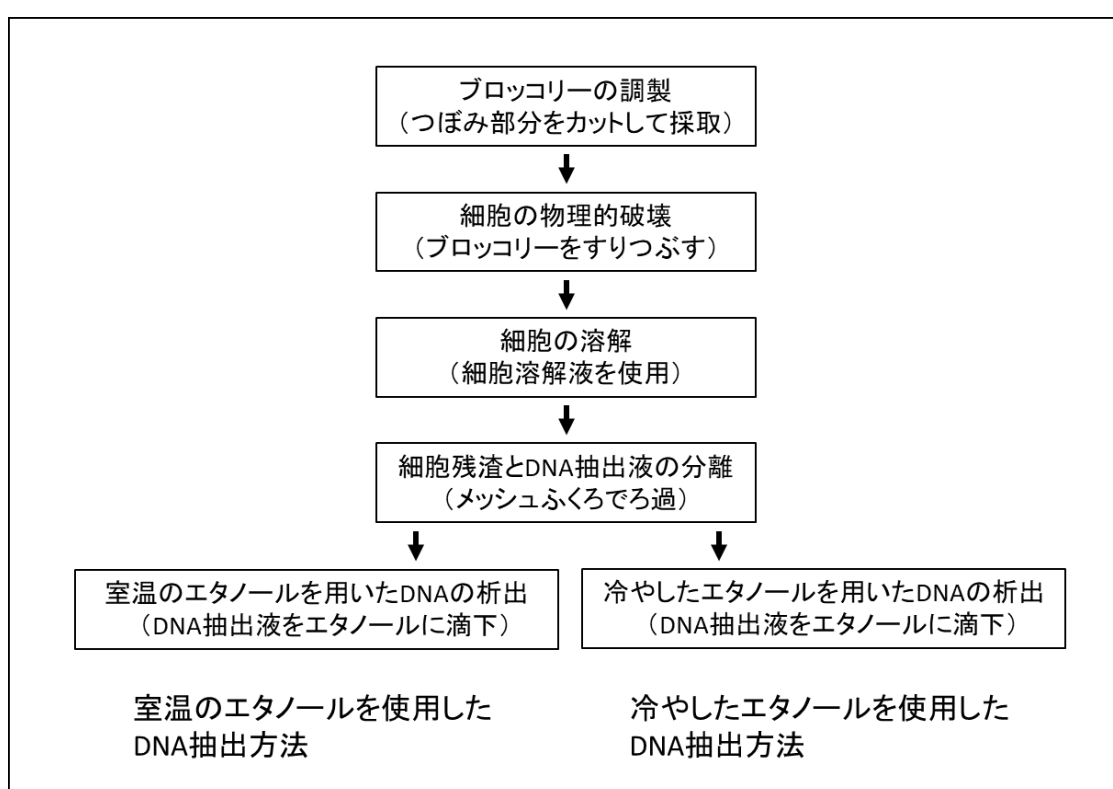 ブロッコリーの調製
（つぼみ部分をカットして採取）
細胞の物理的破壊
（ブロッコリーをすりつぶす）
細胞の溶解
（細胞溶解液を使用）
細胞残渣とDNA抽出液の分離
（メッシュふくろでろ過）
室温のエタノールを用いたDNAの析出
（DNA抽出液をエタノールに滴下）
冷やしたエタノールを用いたDNAの析出
（DNA抽出液をエタノールに滴下）
室温のエタノールを使用した
DNA抽出方法
冷やしたエタノールを使用した
DNA抽出方法